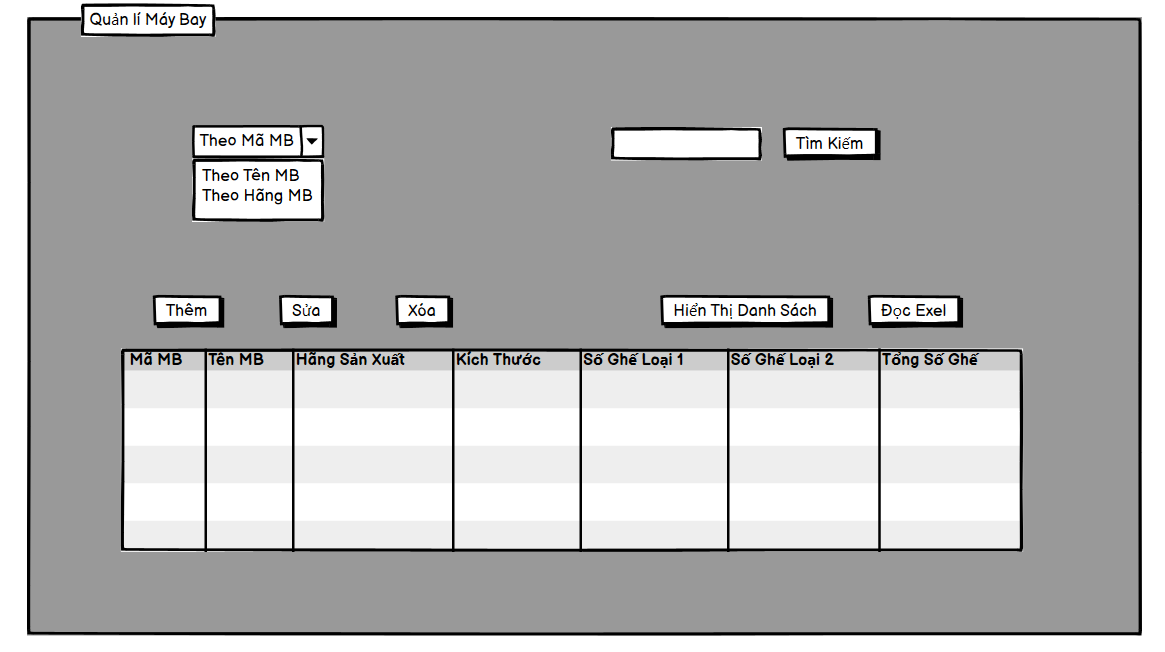 Quản lí Máy Bay
Theo Mã MB
Tìm Kiếm
Theo Tên MB
Theo Hãng MB
Thêm Sửa Xóa Hiển Thị Danh Sách Đọc Exel
Mã MB Tên MB Hãng Sản Xuất Kích Thước Số Ghế Loại 1 Số Ghế Loại 2 Tổng Số Ghế